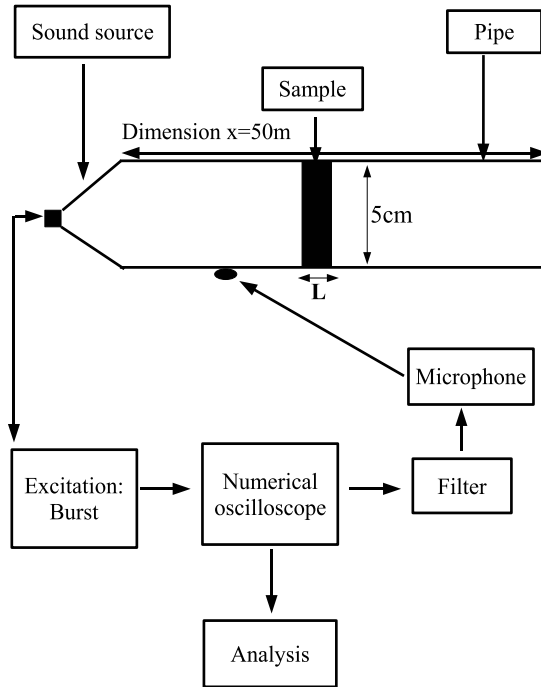 Sound source
Pipe
Sample
Dimension x=50m
5cm
L
Microphone
Excitation:
Burst
Numerical
oscilloscope
Filter
Analysis